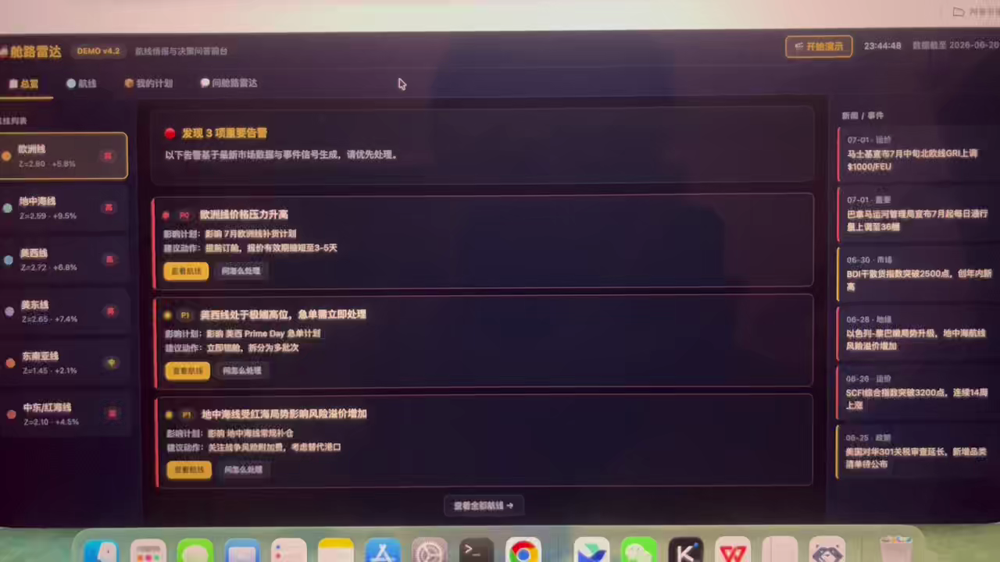 舱路雷达
DEMO v4.2
航线情报与决策问答前台
开始演示
23:44:48
数据截至 2026-06-20
总览
航线
我的计划
问舱路雷达
航线列表
欧洲线
Z=2.80 · +5.8%
高
地中海线
Z=2.59 · +9.5%
高
美西线
Z=2.72 · +6.8%
高
美东线
Z=2.65 · +7.4%
高
东南亚线
Z=1.45 · +2.1%
中
中东/红海线
Z=2.10 · +4.5%
高
发现 3 项重要告警
以下告警基于最新市场数据与事件信号生成，请优先处理。
P0 欧洲线价格压力升高
影响计划：影响 7月欧洲线补货计划
建议动作：提前订舱，报价有效期缩短至3-5天
查看航线
问怎么处理
P1 美西线处于极端高位，急单需立即处理
影响计划：影响 美西 Prime Day 急单计划
建议动作：立即锁舱，拆分为多批次
查看航线
问怎么处理
P1 地中海线受红海局势影响风险溢价增加
影响计划：影响 地中海线常规补仓
建议动作：关注战争风险附加费，考虑替代港口
查看航线
问怎么处理
查看全部航线 →
新闻 / 事件
07-01 · 运价
马士基宣布7月中旬北欧线GRI上调
$1000/FEU
07-01 · 重要
巴拿马运河管理局宣布7月起每日通行
量上调至36艘
06-30 · 市场
BDI干散货指数突破2500点，创年内新
高
06-28 · 地缘
以色列-黎巴嫩局势升级，地中海航线
风险溢价增加
06-26 · 运价
SCFI综合指数突破3200点，连续14周
上涨
06-25 · 政策
美国对华301关税审查延长，新增品类
清单待公布